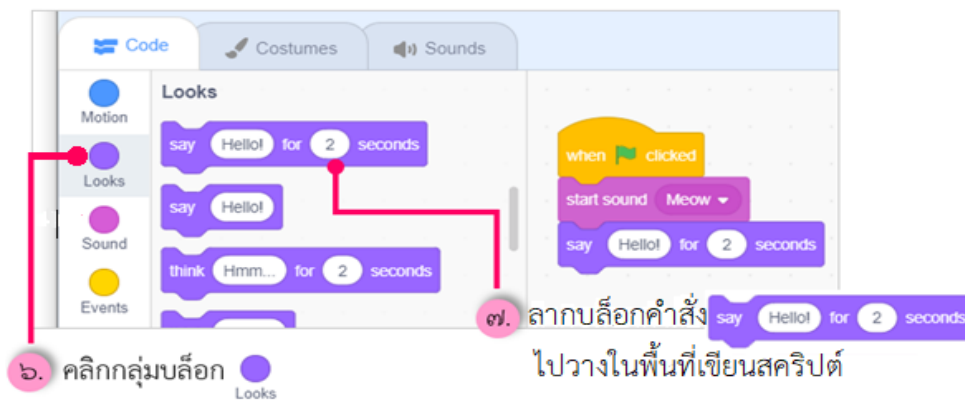 Code
Costumes
Sounds
Motion
Looks
Sound
Events
Looks
say Hello! for 2 seconds
say Hello!
think Hmm... for 2 seconds
when clicked
start sound Meow
say Hello! for 2 seconds
๗. ลากบล็อกคำสั่ง say Hello! for 2 seconds
ไปวางในพื้นที่เขียนสคริปต์
๖. คลิกกลุ่มบล็อก
Looks